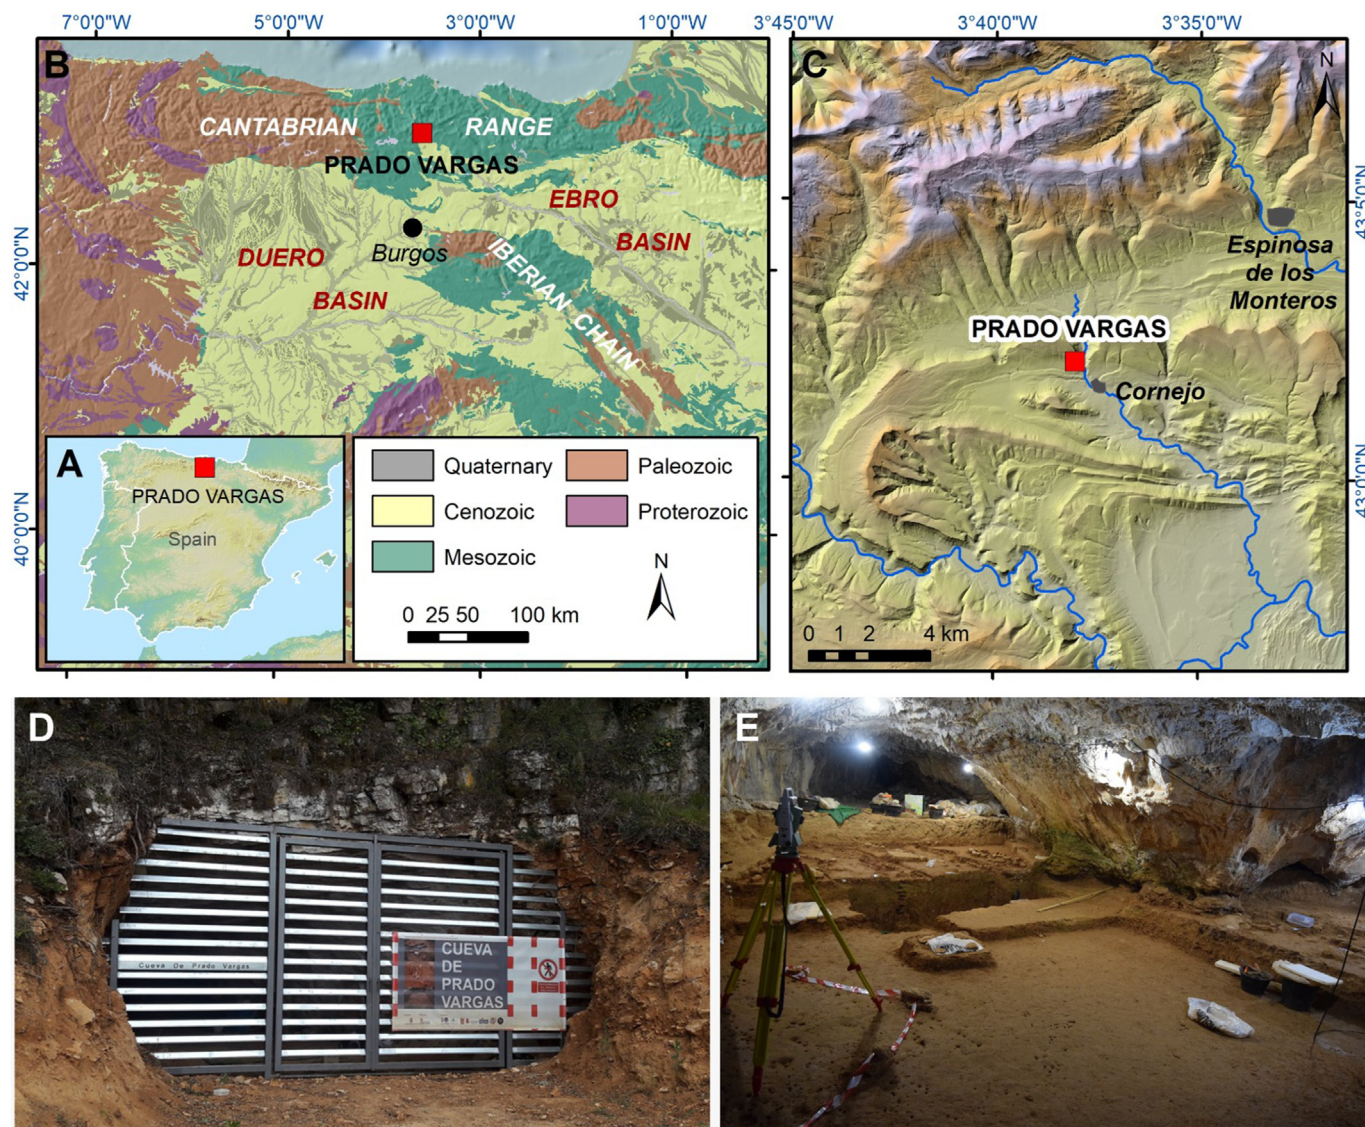 7°0'0"W 5°0'0"W 3°0'0"W 1°0'0"W 3°45'0"W 3°40'0"W 3°35'0"W
B
CANTABRIAN RANGE
PRADO VARGAS
EBRO
BASIN
DUERO
BASIN
Burgos
IBERIAN CHAIN
42°0'0"N
40°0'0"N
A
PRADO VARGAS
Spain
Quaternary
Cenozoic
Mesozoic
Paleozoic
Proterozoic
N
0 25 50 100 km
C
N
Espinosa
de los
Monteros
PRADO VARGAS
Cornejo
43°5'0"N
43°0'0"N
0 1 2 4 km
D
Cueva De Prado Vargas
CUEVA
DE
PRADO
VARGAS
E